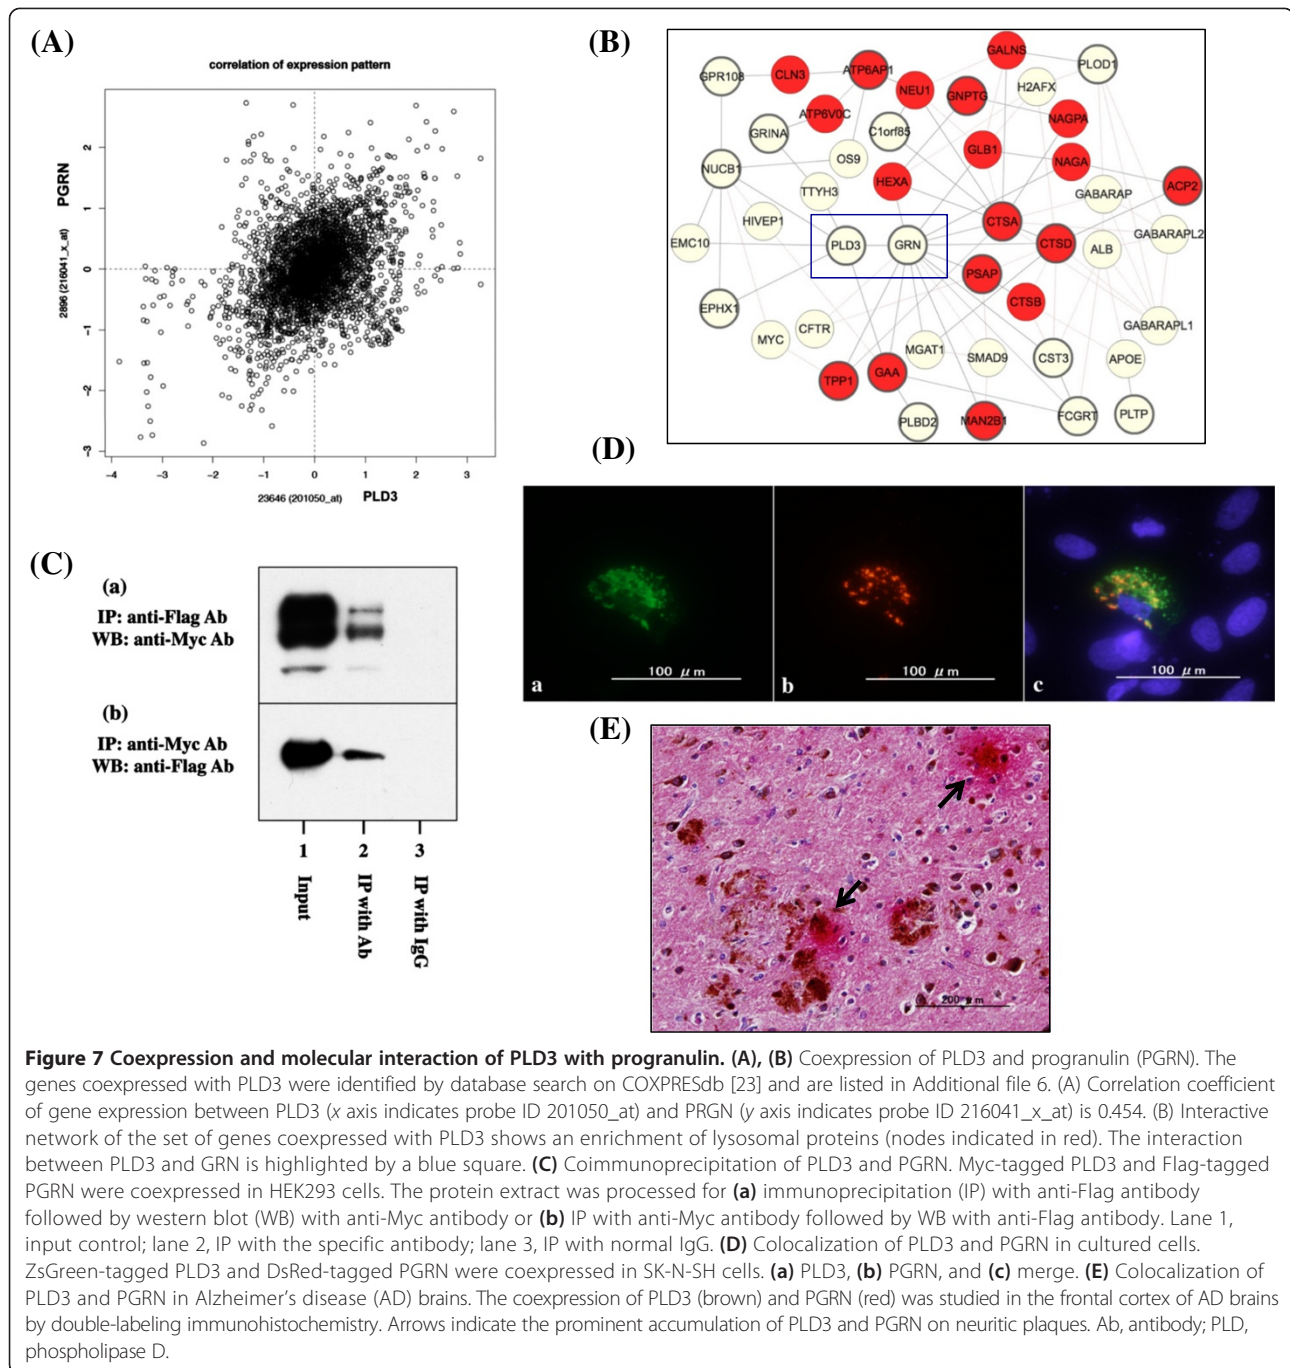 (A)
correlation of expression pattern
PGRN
2896 (216041_x_at)
2
1
0
−1
−2
−3
−4
−3
−2
−1
0
1
2
3
23646 (201050_at)
PLD3
(B)
GALNS
PLOD1
GPR108
CLN3
ATP6AP1
NEU1
GNPTG
H2AFX
ATP6V0C
NAGPA
GRINA
C1orf85
GLB1
OS9
NAGA
NUCB1
TTYH3
HEXA
GABARAP
ACP2
HIVEP1
CTSA
EMC10
PLD3
GRN
CTSD
ALB
GABARAPL2
PSAP
CTSB
EPHX1
CFTR
GABARAPL1
MYC
MGAT1
SMAD9
CST3
APOE
TPP1
GAA
PLBD2
MAN2B1
FCGRT
PLTP
(C)
(a)
IP: anti-Flag Ab
WB: anti-Myc Ab
(b)
IP: anti-Myc Ab
WB: anti-Flag Ab
1
2
3
Input
IP with Ab
IP with IgG
(D)
100 μm
a
100 μm
b
100 μm
c
(E)
200 μm
Figure 7 Coexpression and molecular interaction of PLD3 with progranulin. (A), (B) Coexpression of PLD3 and progranulin (PGRN). The
genes coexpressed with PLD3 were identified by database search on COXPRESdb [23] and are listed in Additional file 6. (A) Correlation coefficient
of gene expression between PLD3 (x axis indicates probe ID 201050_at) and PRGN (y axis indicates probe ID 216041_x_at) is 0.454. (B) Interactive
network of the set of genes coexpressed with PLD3 shows an enrichment of lysosomal proteins (nodes indicated in red). The interaction
between PLD3 and GRN is highlighted by a blue square. (C) Coimmunoprecipitation of PLD3 and PGRN. Myc-tagged PLD3 and Flag-tagged
PGRN were coexpressed in HEK293 cells. The protein extract was processed for (a) immunoprecipitation (IP) with anti-Flag antibody
followed by western blot (WB) with anti-Myc antibody or (b) IP with anti-Myc antibody followed by WB with anti-Flag antibody. Lane 1,
input control; lane 2, IP with the specific antibody; lane 3, IP with normal IgG. (D) Colocalization of PLD3 and PGRN in cultured cells.
ZsGreen-tagged PLD3 and DsRed-tagged PGRN were coexpressed in SK-N-SH cells. (a) PLD3, (b) PGRN, and (c) merge. (E) Colocalization of
PLD3 and PGRN in Alzheimer's disease (AD) brains. The coexpression of PLD3 (brown) and PGRN (red) was studied in the frontal cortex of AD brains
by double-labeling immunohistochemistry. Arrows indicate the prominent accumulation of PLD3 and PGRN on neuritic plaques. Ab, antibody; PLD,
phospholipase D.